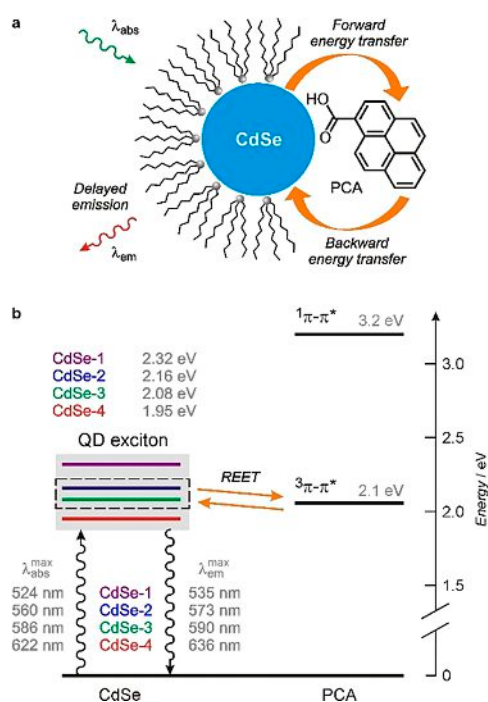 a
λabs
Forward
energy transfer
HO
O
CdSe
PCA
Delayed
emission
λem
Backward
energy transfer
b
¹π-π* 3.2 eV
CdSe-1 2.32 eV
CdSe-2 2.16 eV
CdSe-3 2.08 eV
CdSe-4 1.95 eV
QD exciton
REET
³π-π* 2.1 eV
3.0
2.5
2.0
1.5
0
Energy / eV
λabs max λem max
524 nm CdSe-1 535 nm
560 nm CdSe-2 573 nm
586 nm CdSe-3 590 nm
622 nm CdSe-4 636 nm
CdSe PCA